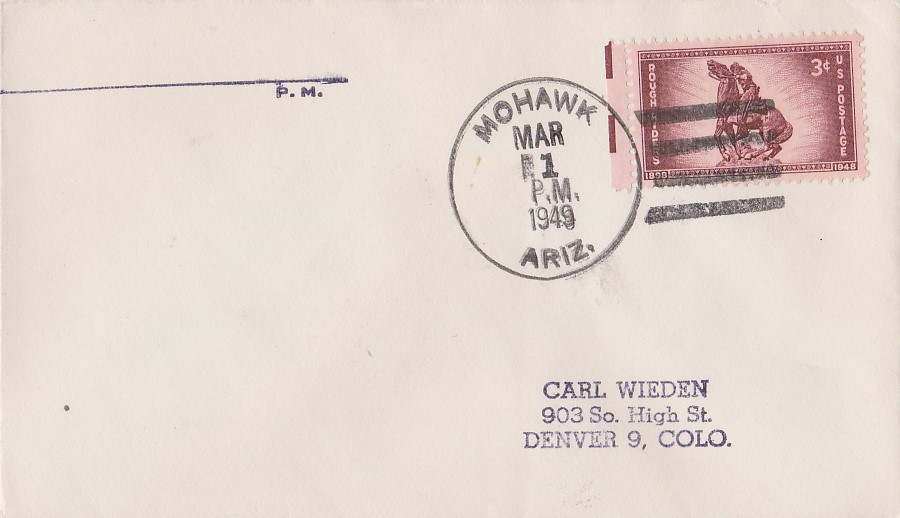 P. M.
MOHAWK
MAR
1
P.M.
1949
ARIZ.
ROUGH RIDERS
3¢
U S POSTAGE
1898
1948
CARL WIEDEN
903 So. High St.
DENVER 9, COLO.